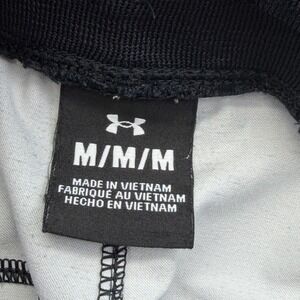 M/M/M
MADE IN VIETNAM
FABRIQUÉ AU VIETNAM
HECHO EN VIETNAM